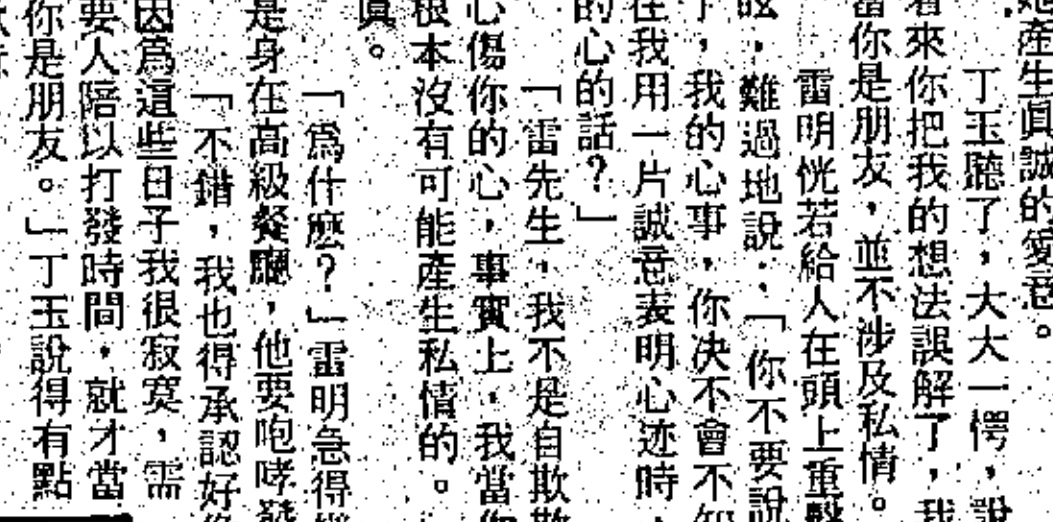 她產生眞誠的愛意。
丁玉聽了，大大一愕，說
着來你把我的想法誤解了，我
當你是朋友，並不涉及私情。
雷明恍若給人在頭上重擊
眩，難過地說：「你不要說
了，我的心事，你決不會不知
在我用一片誠意表明心迹時，
的心的話？」
「雷先生，我不是自欺欺
心傷你的心，事實上，我當你
根本沒有可能產生私情的。
眞。
「爲什麼？」雷明急得
是身在高級餐廳，他要咆哮發
「不錯，我也得承認好
因爲這些日子我很寂寞，需
要人陪以打發時間，就才當
你是朋友。」丁玉說得有點